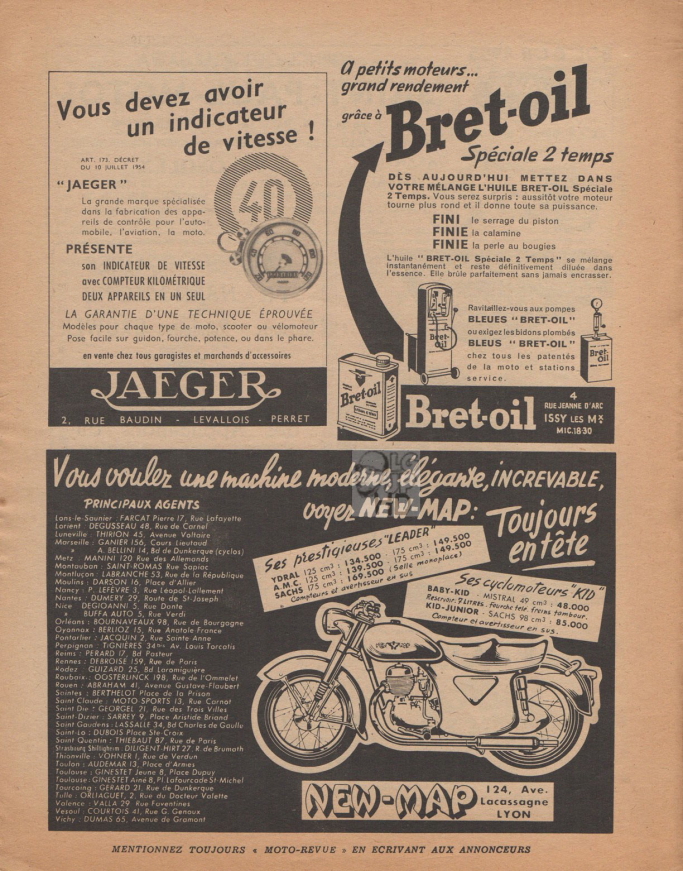 Vous devez avoir
un indicateur
de vitesse !
ART. 173. DÉCRET
DU 10 JUILLET 1954
40
"JAEGER"
La grande marque spécialisée
dans la fabrication des appa-
reils de contrôle pour l'auto-
mobile, l'aviation, la moto.
PRÉSENTE
son INDICATEUR DE VITESSE
avec COMPTEUR KILOMÉTRIQUE
DEUX APPAREILS EN UN SEUL
LA GARANTIE D'UNE TECHNIQUE ÉPROUVÉE
Modèles pour chaque type de moto, scooter ou vélomoteur
Pose facile sur guidon, fourche, potence, ou dans le phare.
en vente chez tous garagistes et marchands d'accessoires
JAEGER
2, RUE BAUDIN - LEVALLOIS - PERRET
A petits moteurs...
grand rendement
grâce à Bret-oil
Spéciale 2 temps
DÈS AUJOURD'HUI METTEZ DANS
VOTRE MÉLANGE L'HUILE BRET-OIL Spéciale
2 Temps. Vous serez surpris : aussitôt votre moteur
tourne plus rond et il donne toute sa puissance.
FINI le serrage du piston
FINIE la calamine
FINIE la perle au bougies
L'huile "BRET-OIL Spéciale 2 Temps" se mélange
instantanément et reste définitivement diluée dans
l'essence. Elle brûle parfaitement sans jamais encrasser.
Ravitaillez-vous aux pompes
BLEUES "BRET-OIL"
ou exigez les bidons plombés
BLEUS "BRET-OIL"
chez tous les patentés
de la moto et stations
service.
Bret-Oil
Bret-Oil
Bret-oil
Bret-oil
4
RUE JEANNE D'ARC
ISSY LES Mx
MIC.18-30
Vous voulez une machine moderne, élégante, INCREVABLE,
voyez NEW-MAP : Toujours
en tête
PRINCIPAUX AGENTS
Lons-le-Saunier : FARCAT Pierre 17, Rue Lafayette
Lorient : DEGUSSEAU 48, Rue de Carnel
Luneville : THIRION 45, Avenue Voltaire
Marseille : GANIER 156, Cours Lieutaud
» A. BELLINI 14, Bd de Dunkerque (cyclos)
Metz : MANINI 120 Rue des Allemands
Montauban : SAINT-ROMAS Rue Sapiac
Montluçon : LABRANCHE 53, Rue de la République
Moulins : DARSON 16, Place d'Allier
Nancy : P. LEFEVRE 3, Rue Léopol-Lallement
Nantes : DUMERY 29, Route de St-Joseph
Nice DEGIOANNI 5, Rue Dante
» BUFFA AUTO 5, Rue Verdi
Orléans : BOURNAVEAUX 98, Rue de Bourgogne
Oyonnax : BERLIOZ 15, Rue Anatole France
Pontarlier : JACQUIN 2, Rue Sainte Anne
Perpignan : TIGNIÈRES 34 Av. Louis Torcatis
Reims : PERARD 17, Bd Pasteur
Rennes : DEBROISE 159, Rue de Paris
Rodez : GUIZARD 25, Bd Laromiguière
Roubaix : OOSTERLINCK 198, Rue de l'Ommelet
Rouen : ABRAHAM 41, Avenue Gustave-Flaubert
Saintes : BERTHELOT Place de la Prison
Saint Claude : MOTO-SPORTS 13, Rue Carnot
Saint Dié : GEORGEL 21, Rue des Trois Villes
Saint-Dizier : SARREY 9, Place Aristide Briand
Saint Gaudens : LASSALLE 34, Bd Charles de Gaulle
Saint-Lo : DUBOIS Place Ste Croix
Saint Quentin : THIEBAUT 87, Rue de Paris
Strasbourg Shiltigheim : DILIGENT HIRT 27. R. de Brumath
Thionville : VOHNER 1, Rue de Verdun
Toulon : AUDEMAR 13, Place d'Armes
Toulouse : GINESTET Jeune 8, Place Dupuy
Toulouse : GINESTET Aîné 8, Pl. Lafourcade St-Michel
Tourcoing : GERARD 21, Rue de Dunkerque
Tulle : ORLIAGUET, 2, Rue du Docteur Valette
Valence : VALLA 29 Rue Faventines
Vesoul : COURTOIS 41, Rue G. Genoux
Vichy : DUMAS 65, Avenue de Gramont
Ses prestigieuses "LEADER"
YDRAL 125 cm3 : 134.500 - 175 cm3 : 149.500
A.M.C. 125 cm3 : 139.500 - 175 cm3 : 149.500
SACHS 175 cm3 : 169.500 (Selle monoplace)
Compteurs et avertisseur en sus
Ses cyclomoteurs "KID"
BABY-KID - MISTRAL 49 cm3 : 48.000
Reservoir 9 LITRES. Fourche tele. freins tambour.
KID-JUNIOR - SACHS 98 cm3 : 85.000
Compteur et avertisseur en sus.
NEW-MAP
124, Ave.
Lacassagne
LYON
MENTIONNEZ TOUJOURS « MOTO-REVUE » EN ECRIVANT AUX ANNONCEURS